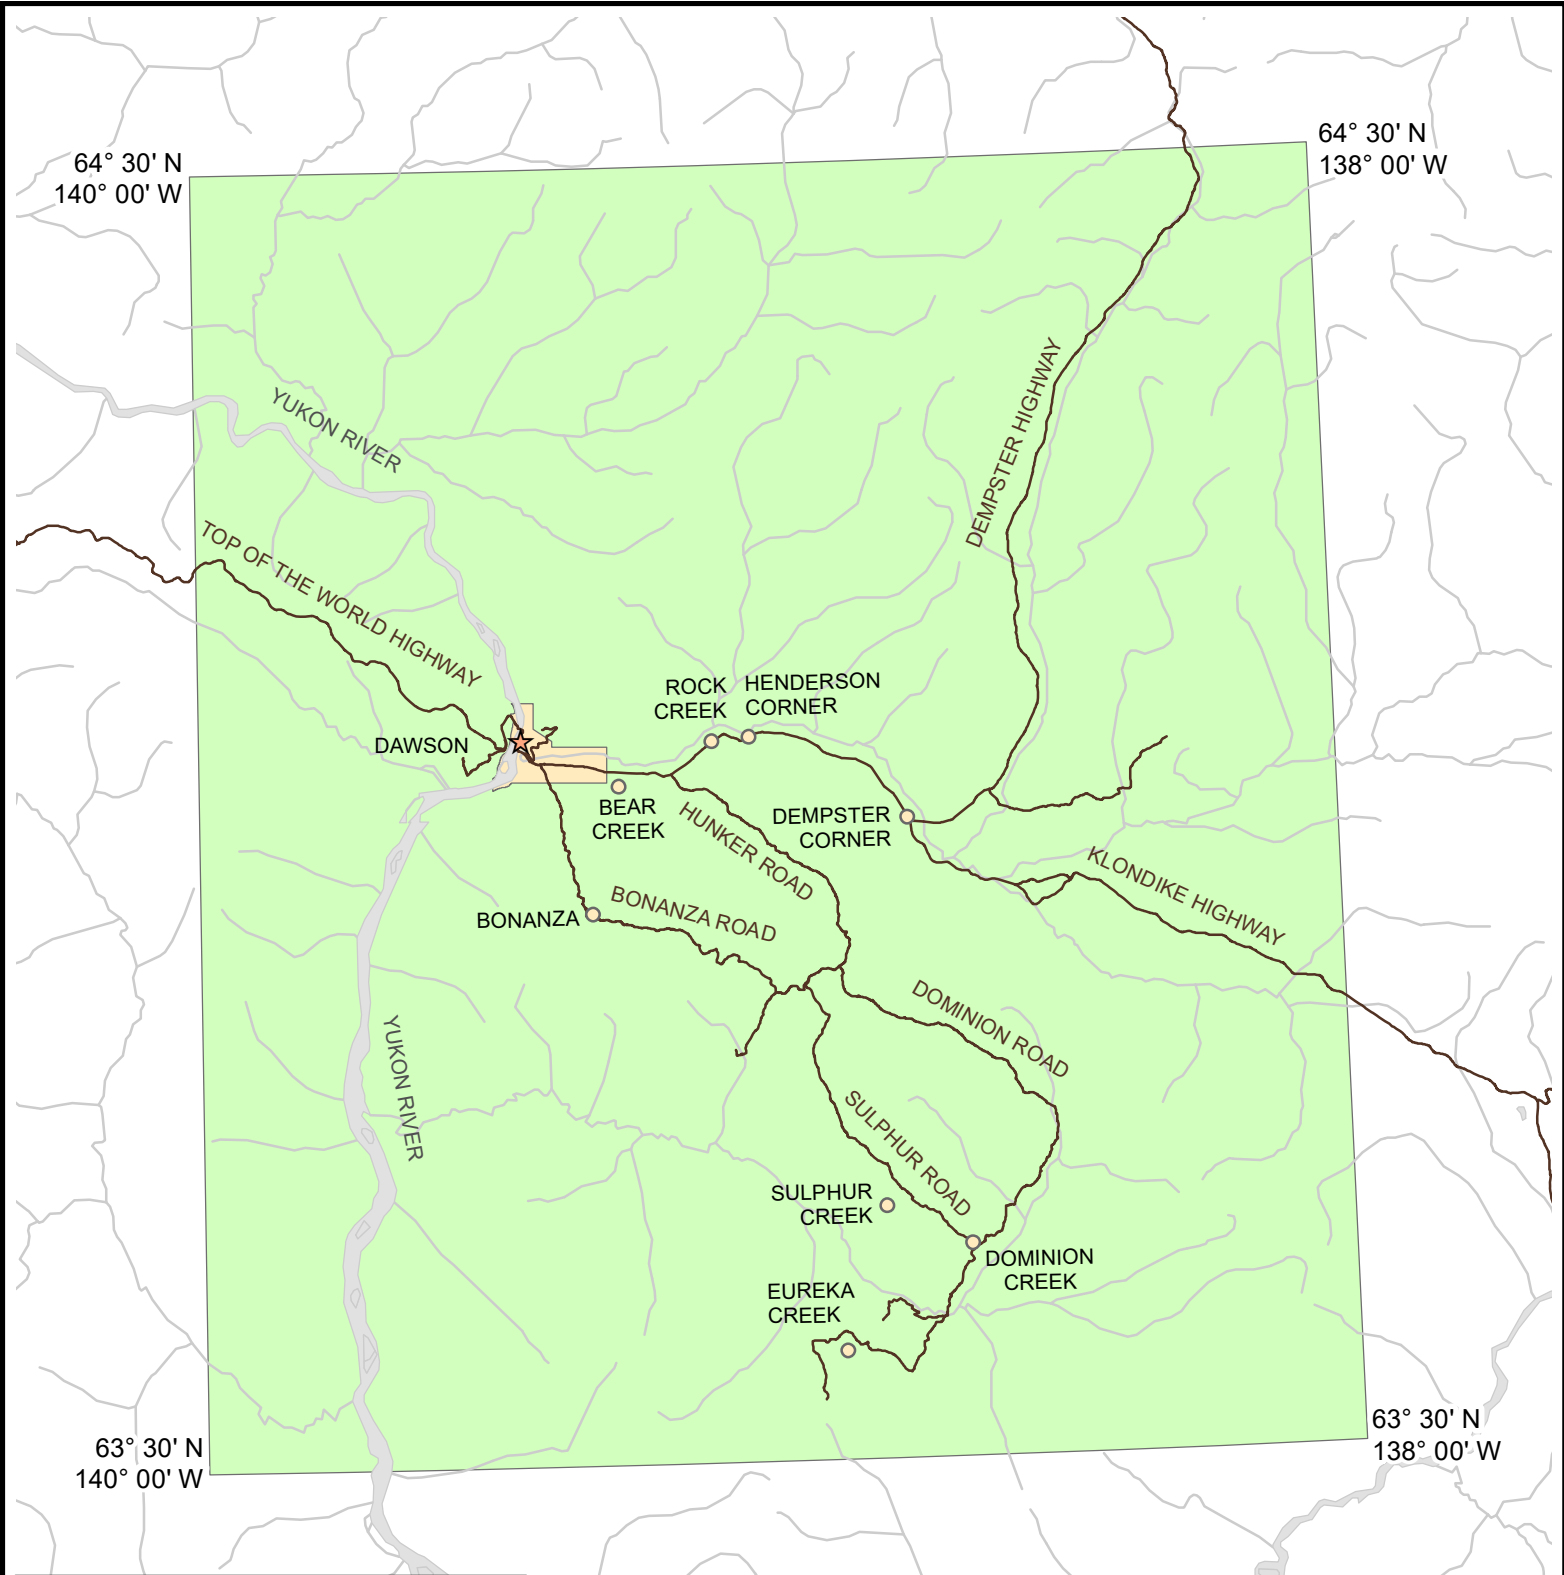 64° 30' N
140° 00' W
64° 30' N
138° 00' W
YUKON RIVER
DEMPSTER HIGHWAY
TOP OF THE WORLD HIGHWAY
ROCK
CREEK
HENDERSON
CORNER
DAWSON
BEAR
CREEK
HUNKER ROAD
DEMPSTER
CORNER
KLONDIKE HIGHWAY
BONANZA
BONANZA ROAD
DOMINION ROAD
YUKON RIVER
SULPHUR ROAD
SULPHUR
CREEK
DOMINION
CREEK
EUREKA
CREEK
63° 30' N
140° 00' W
63° 30' N
138° 00' W